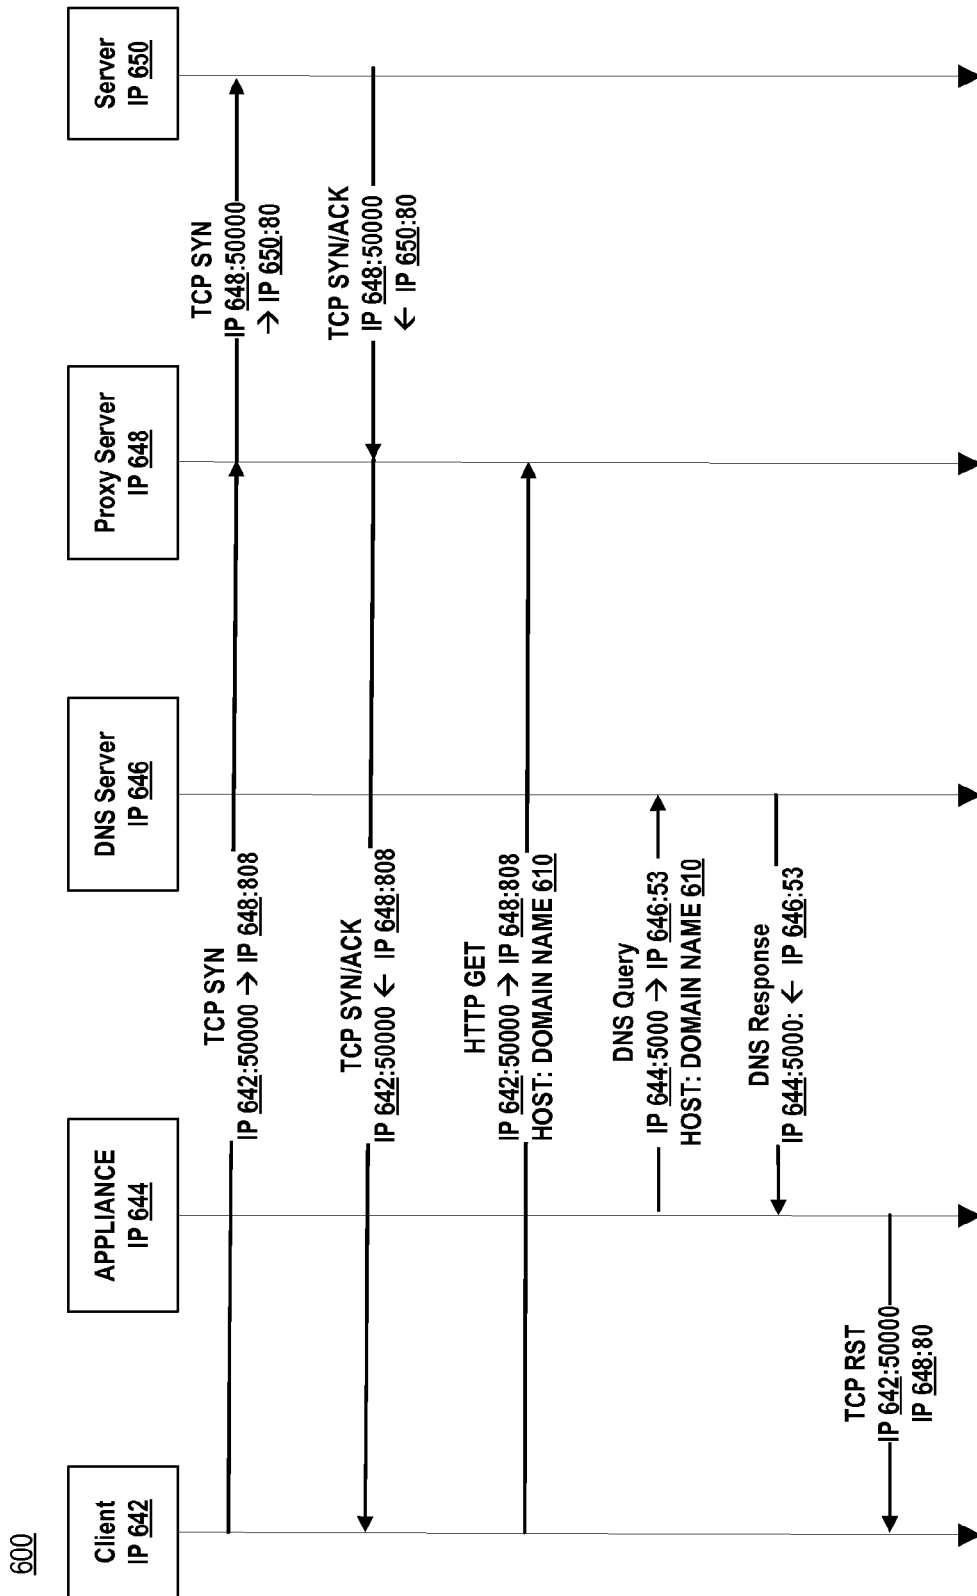 600
Client
IP 642
APPLIANCE
IP 644
DNS Server
IP 646
Proxy Server
IP 648
Server
IP 650
TCP SYN
IP 642:50000 → IP 648:808
TCP SYN
IP 648:50000
→ IP 650:80
TCP SYN/ACK
IP 642:50000 ← IP 648:808
TCP SYN/ACK
IP 648:50000
← IP 650:80
HTTP GET
IP 642:50000 → IP 648:808
HOST: DOMAIN NAME 610
DNS Query
IP 644:5000 → IP 646:53
HOST: DOMAIN NAME 610
DNS Response
IP 644:5000: ← IP 646:53
TCP RST
IP 642:50000
IP 648:80